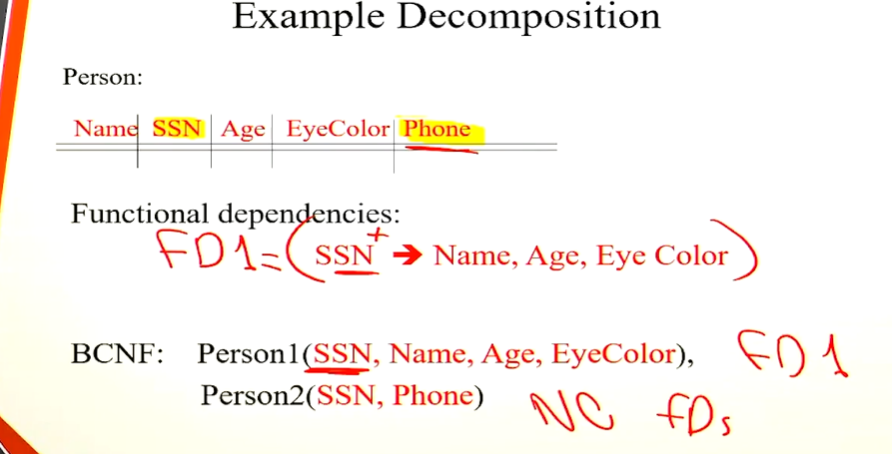 Example Decomposition
Person:
Name SSN Age EyeColor Phone
Functional dependencies:
FD1=(SSN+ ➔ Name, Age, Eye Color)
BCNF: Person1(SSN, Name, Age, EyeColor), FD1
Person2(SSN, Phone) NC FDs